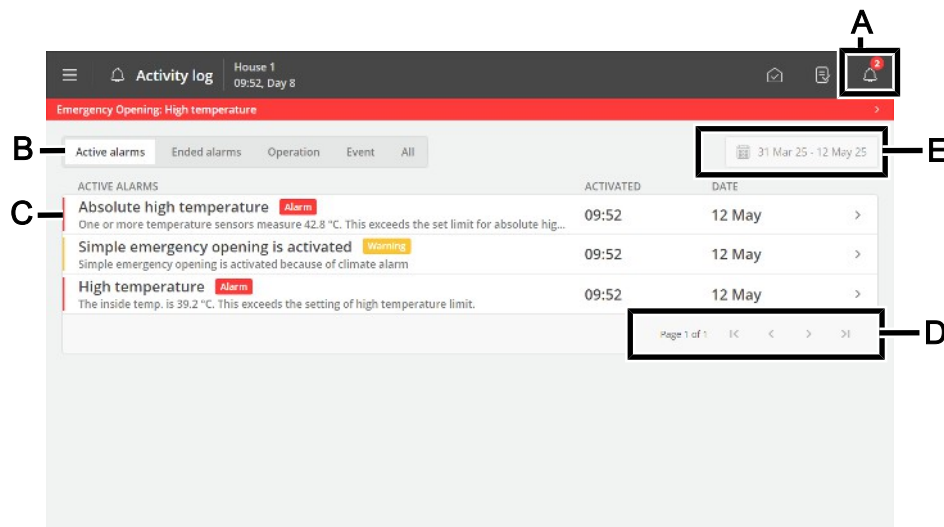 A
Activity log
House 1
09:52, Day 8
2
Emergency Opening: High temperature
B
Active alarms Ended alarms Operation Event All
31 Mar 25 - 12 May 25
E
ACTIVE ALARMS ACTIVATED DATE
C
Absolute high temperature Alarm
One or more temperature sensors measure 42.8 °C. This exceeds the set limit for absolute hig...
09:52 12 May
Simple emergency opening is activated Warning
Simple emergency opening is activated because of climate alarm
09:52 12 May
High temperature Alarm
The inside temp. is 39.2 °C. This exceeds the setting of high temperature limit.
09:52 12 May
Page 1 of 1
D